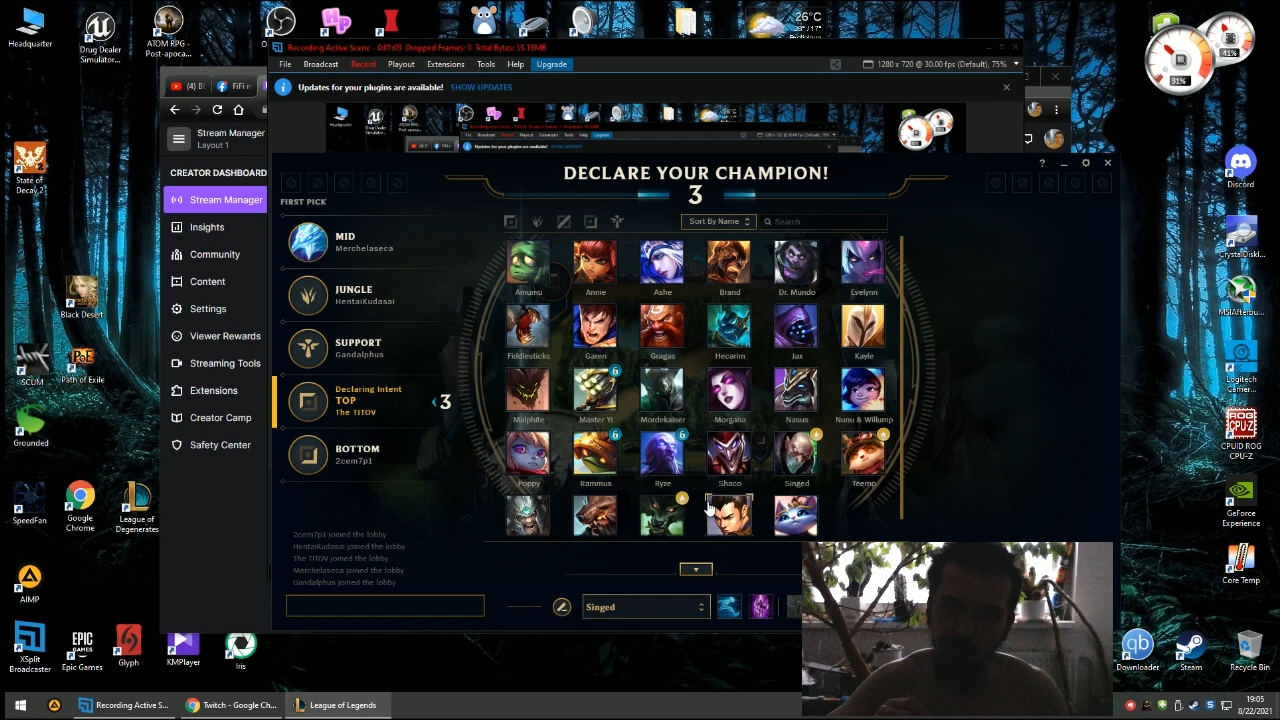 Headquarter
Drug Dealer
Simulator...
ATOM RPG -
Post-apoca...
26°C
31%
41%
Recording Active Scene - 0:01:09 Dropped Frames: 0 Total Bytes: 59.18MB
File Broadcast Record Playout Extensions Tools Help Upgrade
1280 x 720 @ 30.00 fps (Default), 75%
Updates for your plugins are available! SHOW UPDATES
Stream Manager
Layout 1
CREATOR DASHBOARD
Stream Manager
Insights
Community
Content
Settings
Viewer Rewards
Streaming Tools
Extensions
Creator Camp
Safety Center
DECLARE YOUR CHAMPION!
3
FIRST PICK
MID
Merchelaseca
JUNGLE
HentaiKudasai
SUPPORT
Gandalphus
Declaring Intent
TOP
The TITOV
3
BOTTOM
2cem7p1
Sort By Name
Search
Amumu Annie Ashe Brand Dr. Mundo Evelynn
Fiddlesticks Garen Gragas Hecarim Jax Kayle
Malphite Master Yi Mordekaiser Morgana Nasus Nunu & Willump
Poppy Rammus Ryze Shaco Singed Teemo
2cem7p1 joined the lobby
HentaiKudasai joined the lobby
The TITOV joined the lobby
Merchelaseca joined the lobby
Gandalphus joined the lobby
Singed
State of
Decay 2
Black Desert
SCUM
Path of Exile
Grounded
SpeedFan
Google
Chrome
League of
Degenerates
AIMP
XSplit
Broadcaster
Epic Games
Glyph
KMPlayer
Iris
Discord
CrystalDiskI...
MSIAfterbu...
Logitech
Gamer...
CPUID ROG
CPU-Z
GeForce
Experience
Core Temp
Downloader
Steam
Recycle Bin
Recording Active S...
Twitch - Google Ch...
League of Legends
19:05
8/22/2021